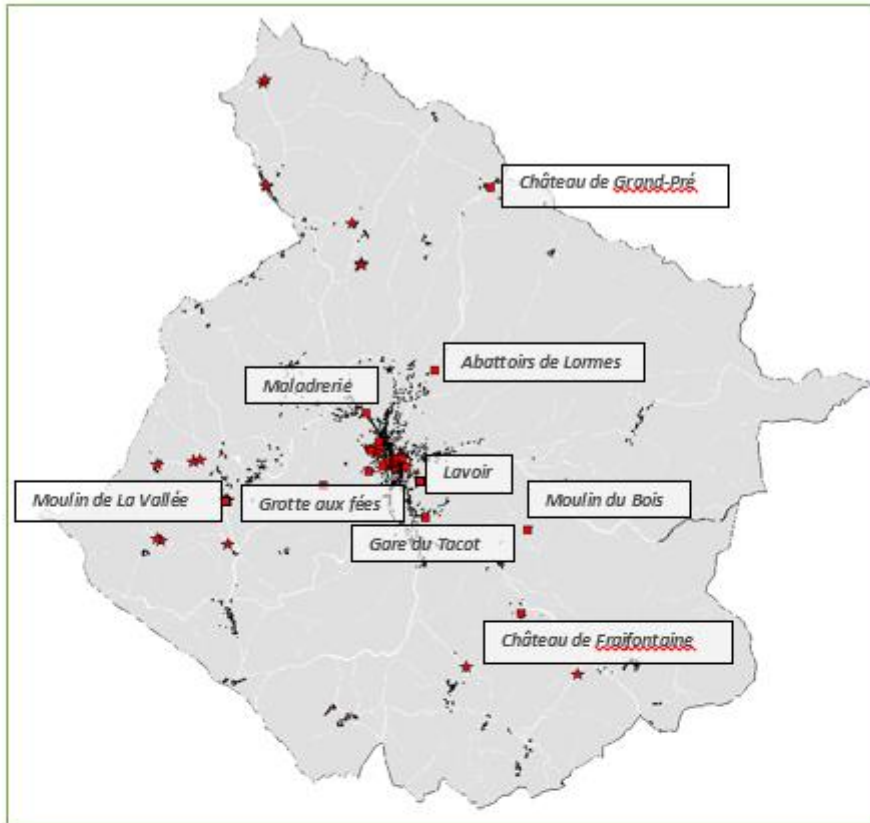 Château de Grand-Pré
Abattoirs de Lormes
Maladrerie
Lavoir
Moulin de La Vallée
Grotte aux fées
Moulin du Bois
Gare du Tacot
Château de Fraifontaine